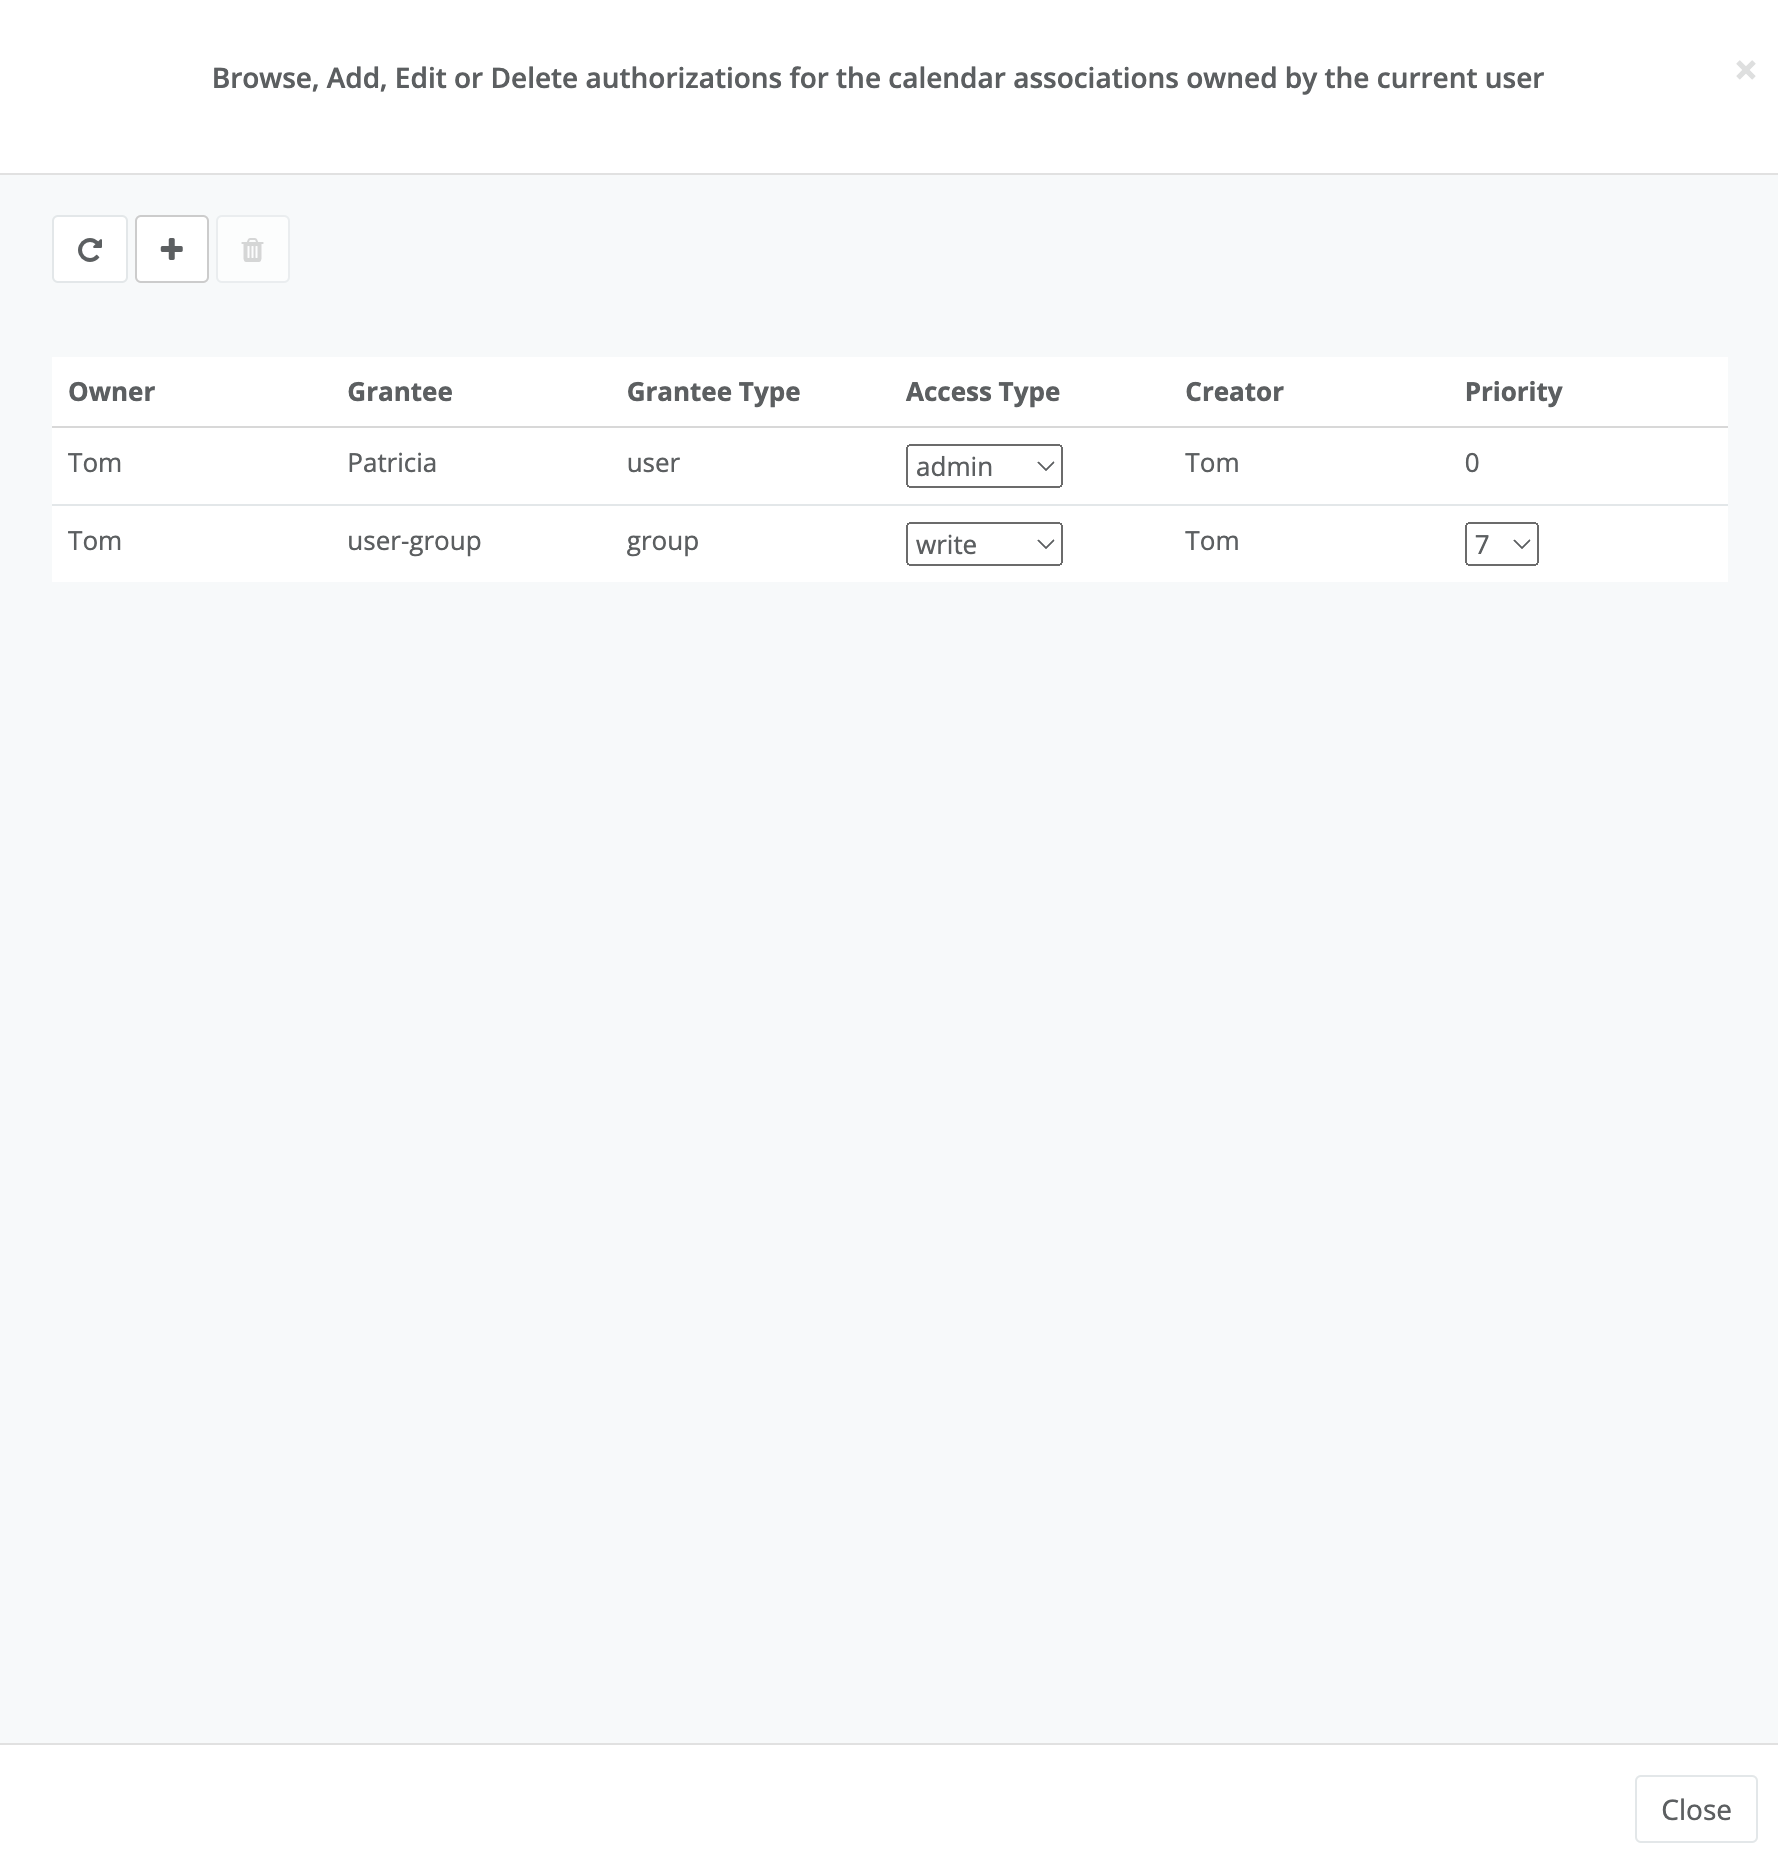 Browse, Add, Edit or Delete authorizations for the calendar associations owned by the current user
Owner Grantee Grantee Type Access Type Creator Priority
Tom Patricia user admin Tom 0
Tom user-group group write Tom 7
Close